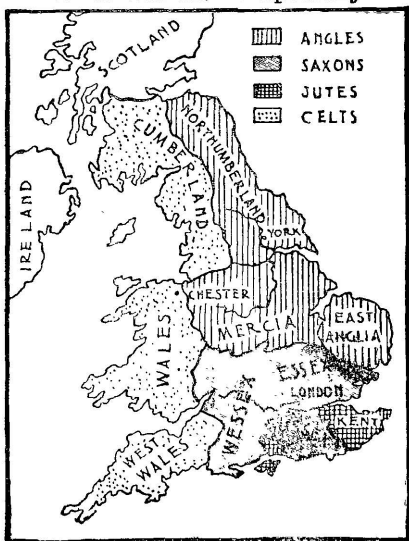 SCOTLAND
ANGLES
SAXONS
JUTES
CELTS
CUMBERLAND
NORTHUMBERLAND
YORK
IRELAND
CHESTER
MERCIA
EAST
ANGLIA
WALES
ESSEX
LONDON
WESSEX
KENT
WEST
WALES